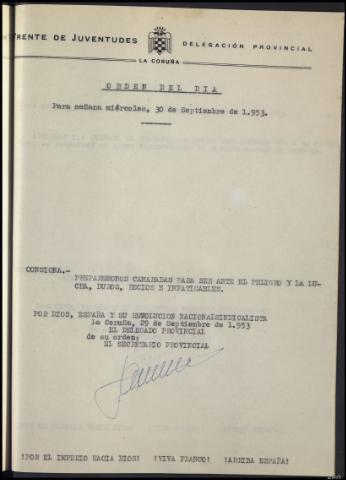 FRENTE DE JUVENTUDES
DELEGACIÓN PROVINCIAL
LA CORUÑA
ORDEN DEL DIA
Para mañana miércoles, 30 de Septiembre de 1.953.
CONSIGNA.-
PREPAREMONOS CAMARADAS PARA SER ANTE EL PELIGRO Y LA LU-
CHA, DUROS, RECIOS E INFATIGABLES.
POR DIOS, ESPAÑA Y SU REVOLUCION NACIONALSINDICALISTA
la Coruña, 29 de Septiembre de 1.953
EL DELEGADO PROVINCIAL
de su orden:
EL SECRETARIO PROVINCIAL
¡POR EL IMPERIO HACIA DIOS! ¡VIVA FRANCO! ¡ARRIBA ESPAÑA!